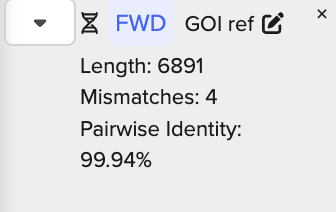 FWD GOI ref
Length: 6891
Mismatches: 4
Pairwise Identity:
99.94%